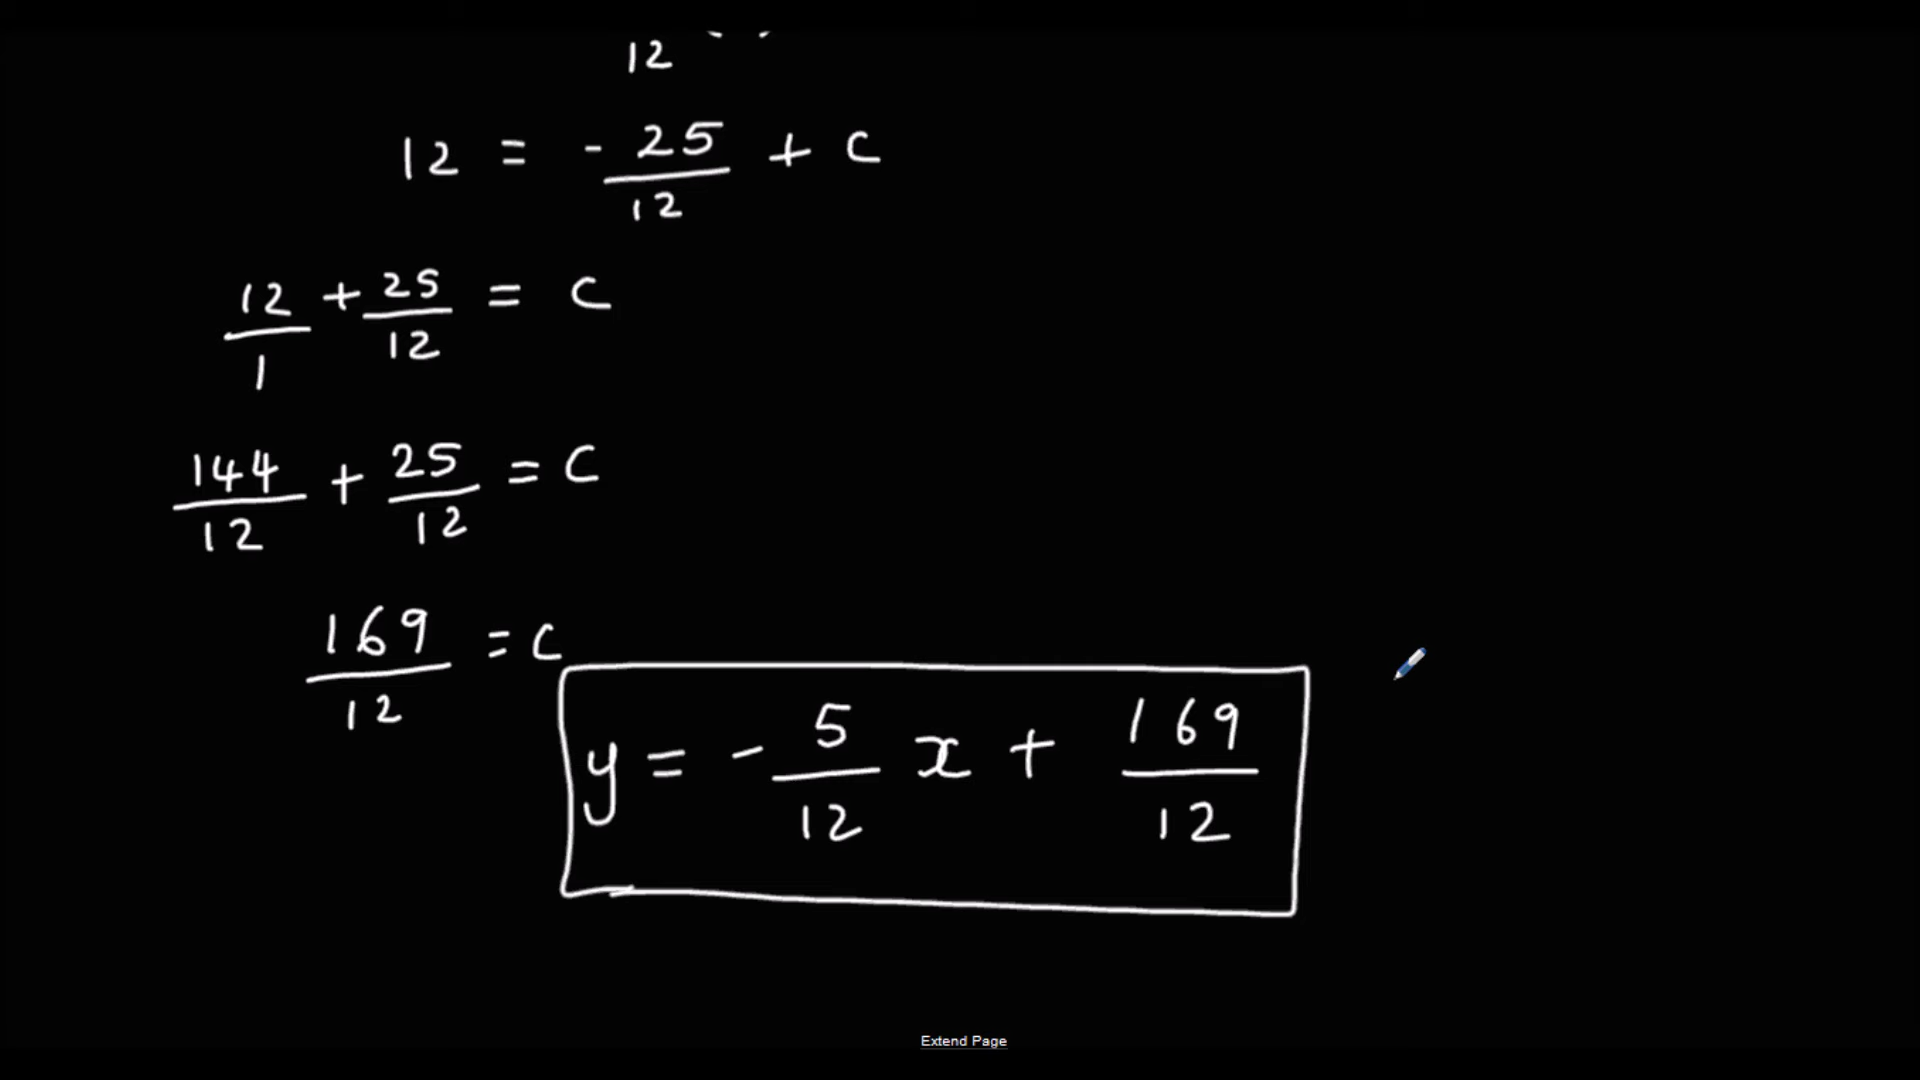 12
12 = - 25/12 + c
12/1 + 25/12 = c
144/12 + 25/12 = c
169/12 = c
y = - 5/12 x + 169/12
Extend Page